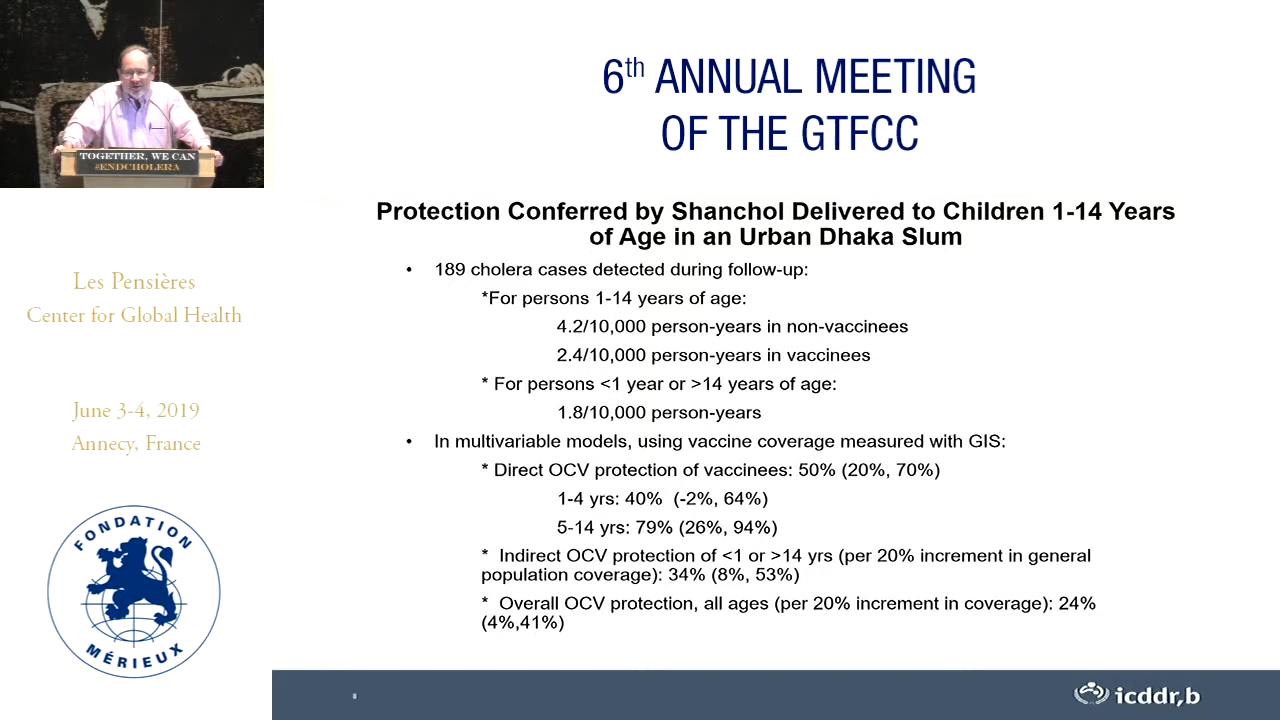 TOGETHER, WE CAN
#ENDCHOLERA
Les Pensières
Center for Global Health
June 3-4, 2019
Annecy, France
FONDATION
MÉRIEUX
6th ANNUAL MEETING
OF THE GTFCC
Protection Conferred by Shanchol Delivered to Children 1-14 Years
of Age in an Urban Dhaka Slum
• 189 cholera cases detected during follow-up:
*For persons 1-14 years of age:
4.2/10,000 person-years in non-vaccinees
2.4/10,000 person-years in vaccinees
* For persons <1 year or >14 years of age:
1.8/10,000 person-years
• In multivariable models, using vaccine coverage measured with GIS:
* Direct OCV protection of vaccinees: 50% (20%, 70%)
1-4 yrs: 40% (-2%, 64%)
5-14 yrs: 79% (26%, 94%)
* Indirect OCV protection of <1 or >14 yrs (per 20% increment in general
population coverage): 34% (8%, 53%)
* Overall OCV protection, all ages (per 20% increment in coverage): 24%
(4%,41%)
8
icddr,b